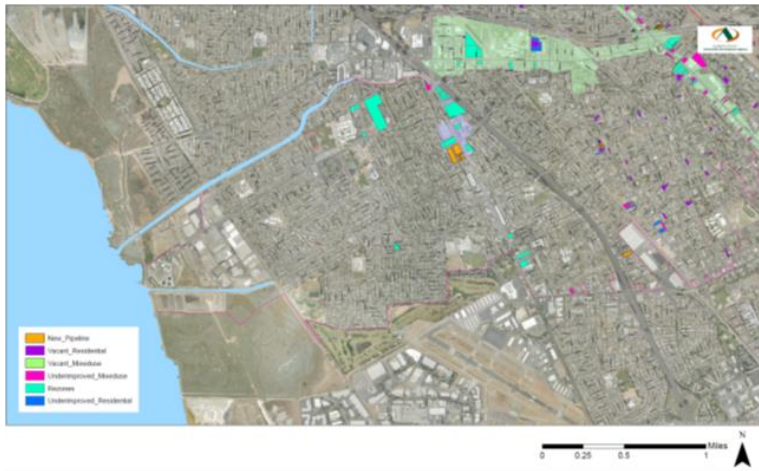 New_Pipeline
Vacant_Residential
Vacant_Mixeduse
Underimproved_Mixeduse
Rezones
Underimproved_Residential
N
Miles
0 0.25 0.5 1